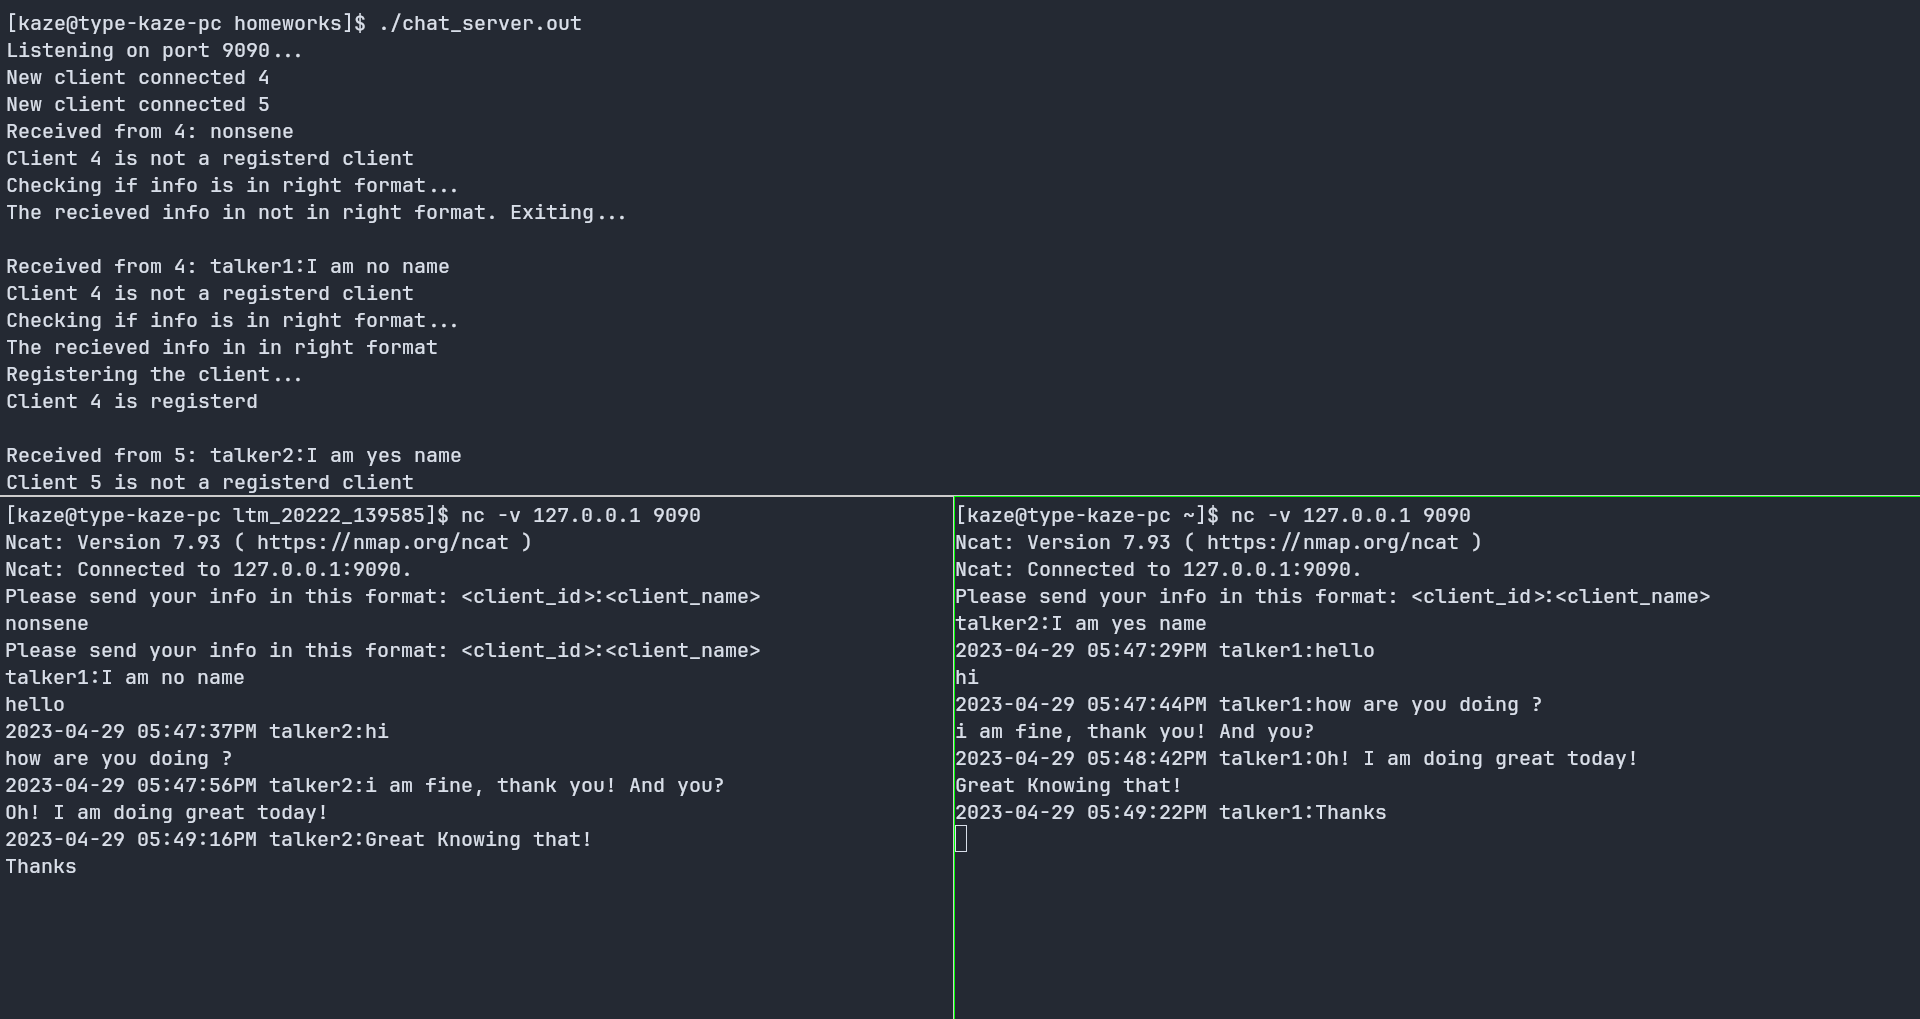 [kaze@type-kaze-pc homeworks]$ ./chat_server.out
Listening on port 9090...
New client connected 4
New client connected 5
Received from 4: nonsene
Client 4 is not a registerd client
Checking if info is in right format...
The recieved info in not in right format. Exiting...

Received from 4: talker1:I am no name
Client 4 is not a registerd client
Checking if info is in right format...
The recieved info in in right format
Registering the client...
Client 4 is registerd

Received from 5: talker2:I am yes name
Client 5 is not a registerd client
[kaze@type-kaze-pc ltm_20222_139585]$ nc -v 127.0.0.1 9090
Ncat: Version 7.93 ( https://nmap.org/ncat )
Ncat: Connected to 127.0.0.1:9090.
Please send your info in this format: <client_id>:<client_name>
nonsene
Please send your info in this format: <client_id>:<client_name>
talker1:I am no name
hello
2023-04-29 05:47:37PM talker2:hi
how are you doing ?
2023-04-29 05:47:56PM talker2:i am fine, thank you! And you?
Oh! I am doing great today!
2023-04-29 05:49:16PM talker2:Great Knowing that!
Thanks
[kaze@type-kaze-pc ~]$ nc -v 127.0.0.1 9090
Ncat: Version 7.93 ( https://nmap.org/ncat )
Ncat: Connected to 127.0.0.1:9090.
Please send your info in this format: <client_id>:<client_name>
talker2:I am yes name
2023-04-29 05:47:29PM talker1:hello
hi
2023-04-29 05:47:44PM talker1:how are you doing ?
i am fine, thank you! And you?
2023-04-29 05:48:42PM talker1:Oh! I am doing great today!
Great Knowing that!
2023-04-29 05:49:22PM talker1:Thanks